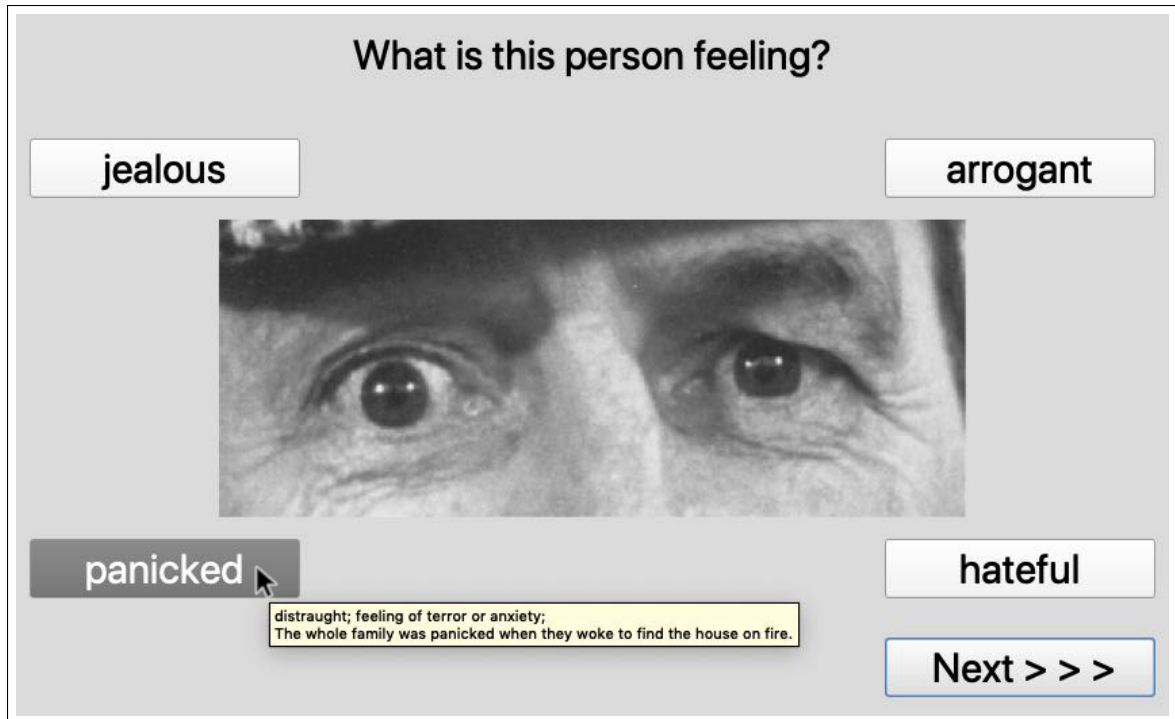 What is this person feeling?
jealous
arrogant
panicked
hateful
distraught; feeling of terror or anxiety;
The whole family was panicked when they woke to find the house on fire.
Next > > >